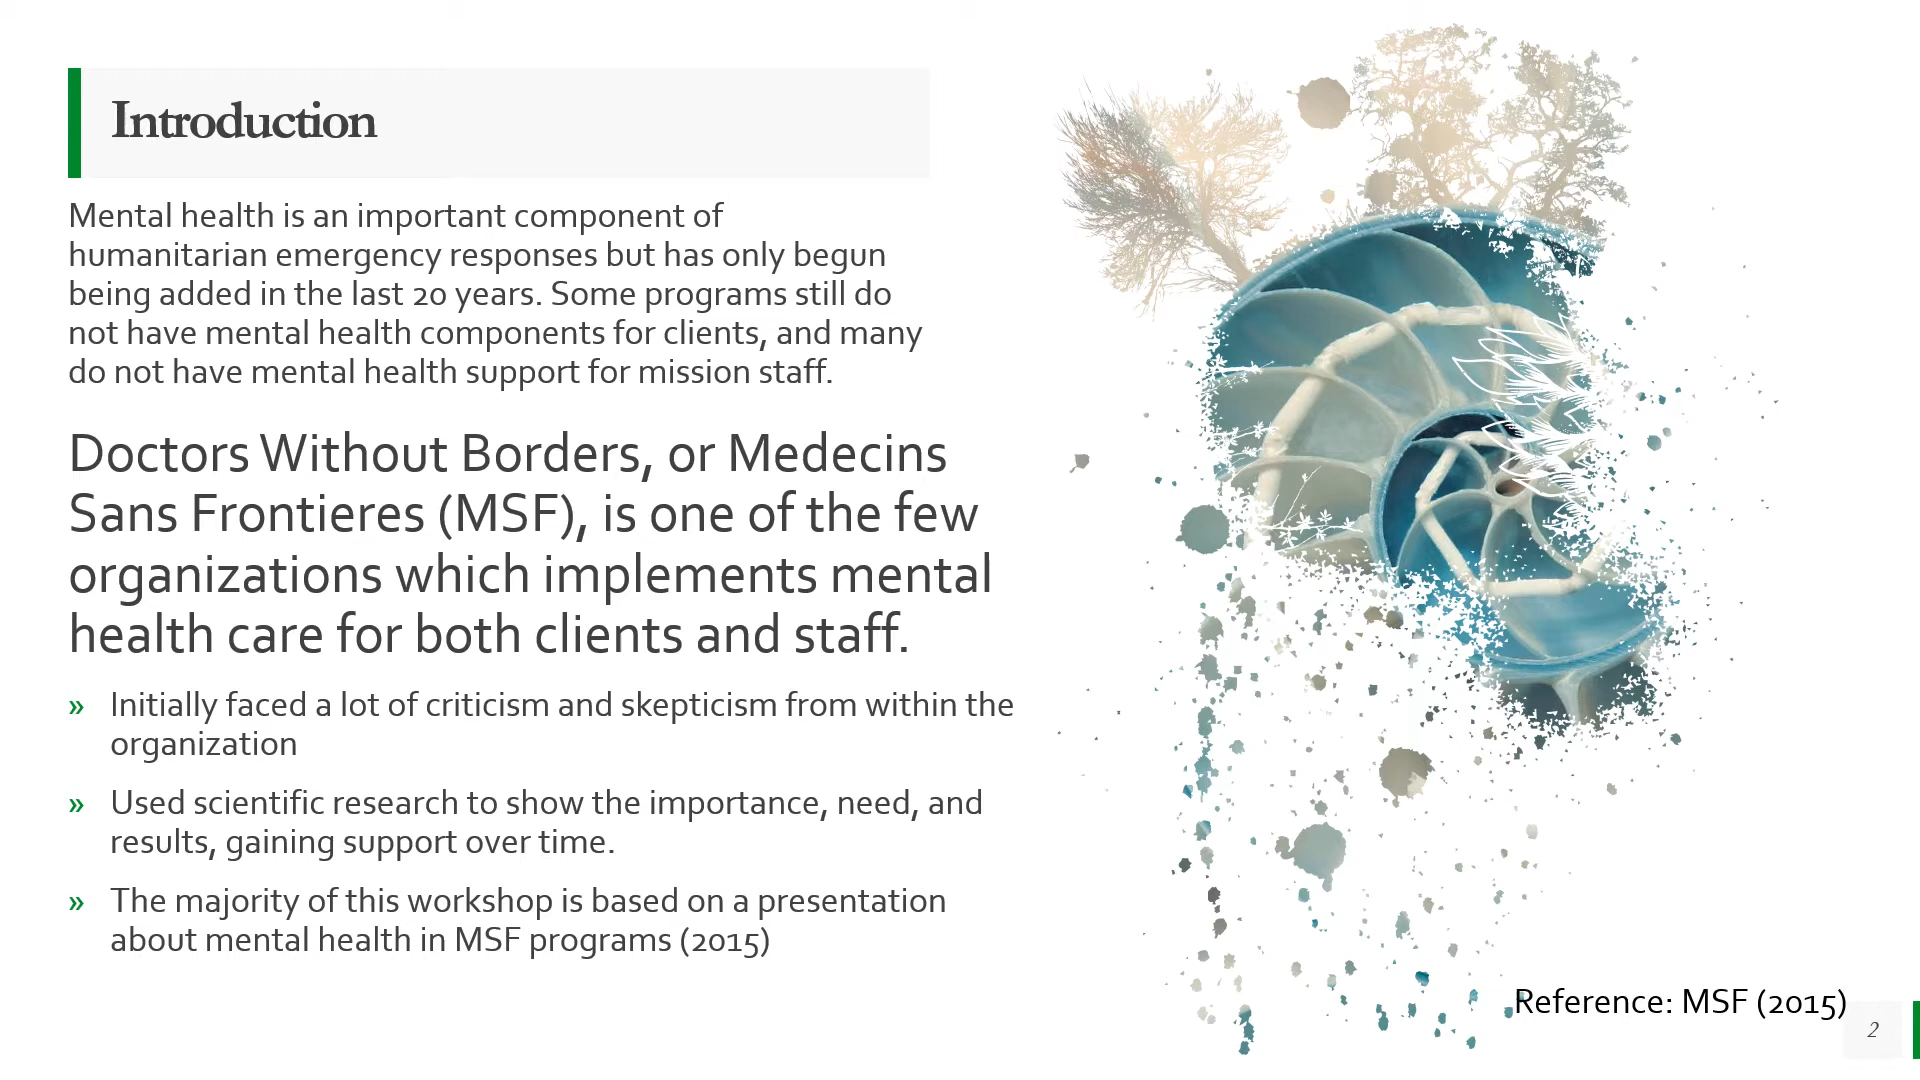 Introduction
Mental health is an important component of
humanitarian emergency responses but has only begun
being added in the last 20 years. Some programs still do
not have mental health components for clients, and many
do not have mental health support for mission staff.
Doctors Without Borders, or Medecins
Sans Frontieres (MSF), is one of the few
organizations which implements mental
health care for both clients and staff.
» Initially faced a lot of criticism and skepticism from within the
organization
» Used scientific research to show the importance, need, and
results, gaining support over time.
» The majority of this workshop is based on a presentation
about mental health in MSF programs (2015)
Reference: MSF (2015)
2